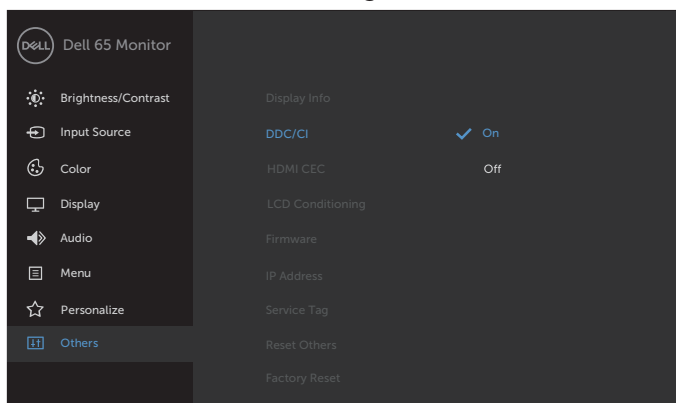 DELL Dell 65 Monitor
Brightness/Contrast Display Info
Input Source DDC/CI On
Color HDMI CEC Off
Display LCD Conditioning
Audio Firmware
Menu IP Address
Personalize Service Tag
Others Reset Others
Factory Reset